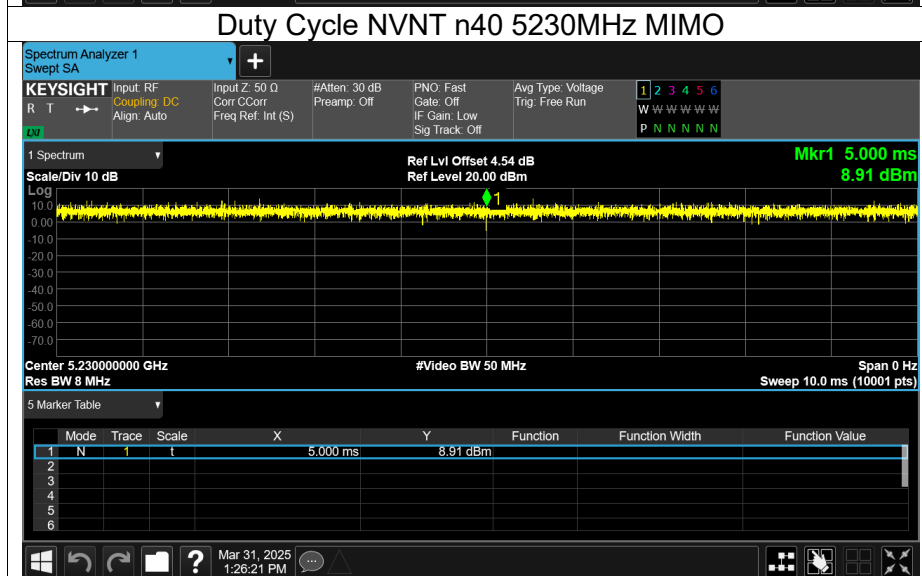 Duty Cycle NVNT n40 5230MHz MIMO
Spectrum Analyzer 1
Swept SA
+
KEYSIGHT Input: RF Input Z: 50 Ω #Atten: 30 dB PNO: Fast Avg Type: Voltage 1 2 3 4 5 6
R T Coupling: DC Corr CCorr Preamp: Off Gate: Off Trig: Free Run W W W W W W
Align: Auto Freq Ref: Int (S) IF Gain: Low
LXI Sig Track: Off P N N N N N
1 Spectrum Ref Lvl Offset 4.54 dB Mkr1 5.000 ms
Scale/Div 10 dB Ref Level 20.00 dBm 8.91 dBm
Log
1
10.0
0.00
-10.0
-20.0
-30.0
-40.0
-50.0
-60.0
-70.0
Center 5.230000000 GHz #Video BW 50 MHz Span 0 Hz
Res BW 8 MHz Sweep 10.0 ms (10001 pts)
5 Marker Table
Mode Trace Scale X Y Function Function Width Function Value
1 N 1 t 5.000 ms 8.91 dBm
2
3
4
5
6
? Mar 31, 2025
1:26:21 PM